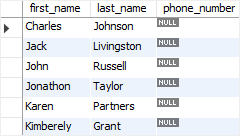 first_name last_name phone_number
Charles Johnson NULL
Jack Livingston NULL
John Russell NULL
Jonathon Taylor NULL
Karen Partners NULL
Kimberely Grant NULL